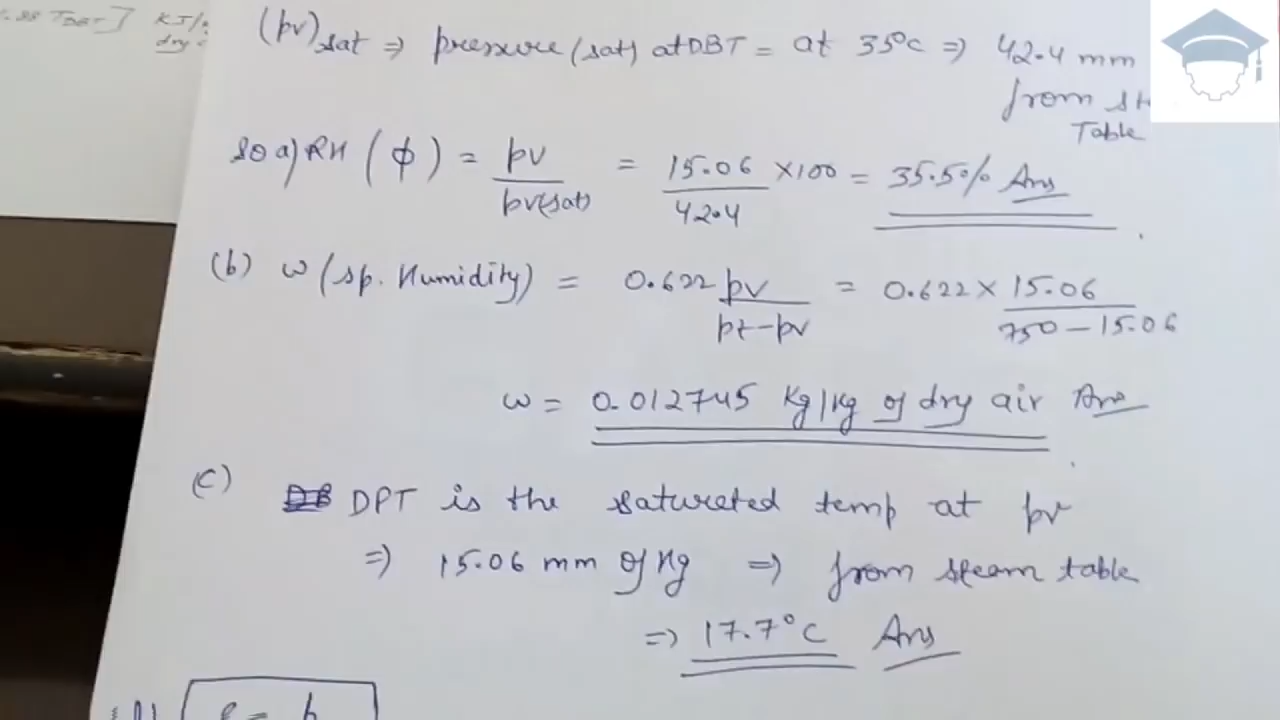 (pv)sat ⇒ pressure (sat) at DBT = at 35°c ⇒ 42.4 mm
from
Table
so a) RH (ϕ) = pv / pv(sat) = 15.06 / 42.4 × 100 = 35.5% Ans
(b) w (sp. Humidity) = 0.622 pv / pt-pv = 0.622 × 15.06 / 750 - 15.06
w = 0.012745 kg/kg of dry air Ans
(c) DPT is the saturated temp at pv
⇒ 15.06 mm of Hg ⇒ from steam table
⇒ 17.7°C Ans